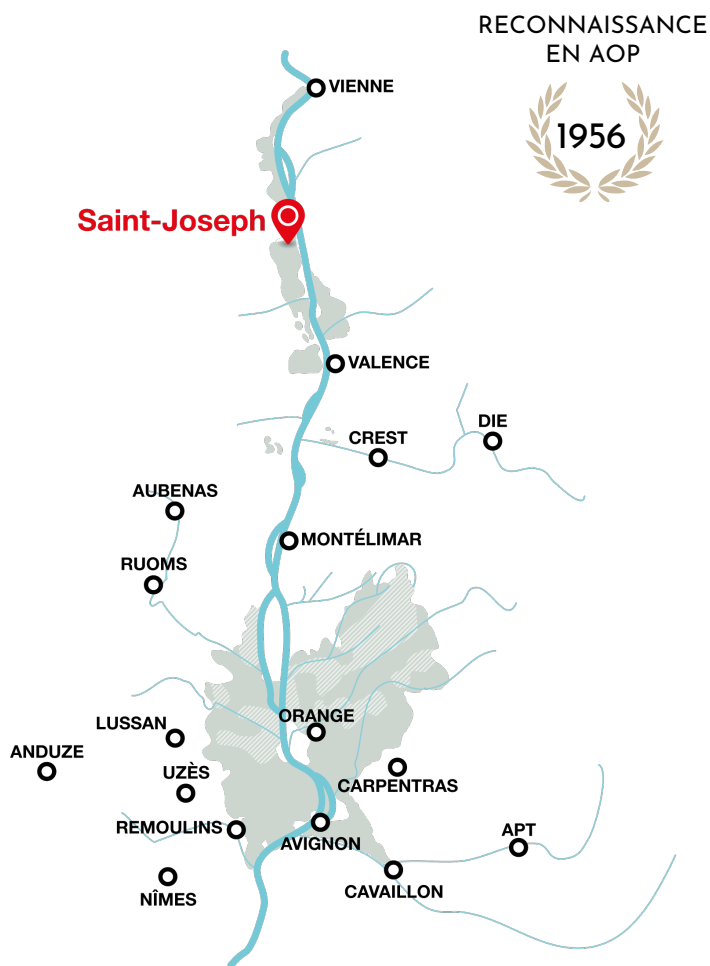 RECONNAISSANCE
EN AOP
1956
VIENNE
Saint-Joseph
VALENCE
DIE
CREST
AUBENAS
MONTÉLIMAR
RUOMS
ORANGE
LUSSAN
ANDUZE
UZÈS
CARPENTRAS
REMOULINS
APT
AVIGNON
CAVAILLON
NÎMES